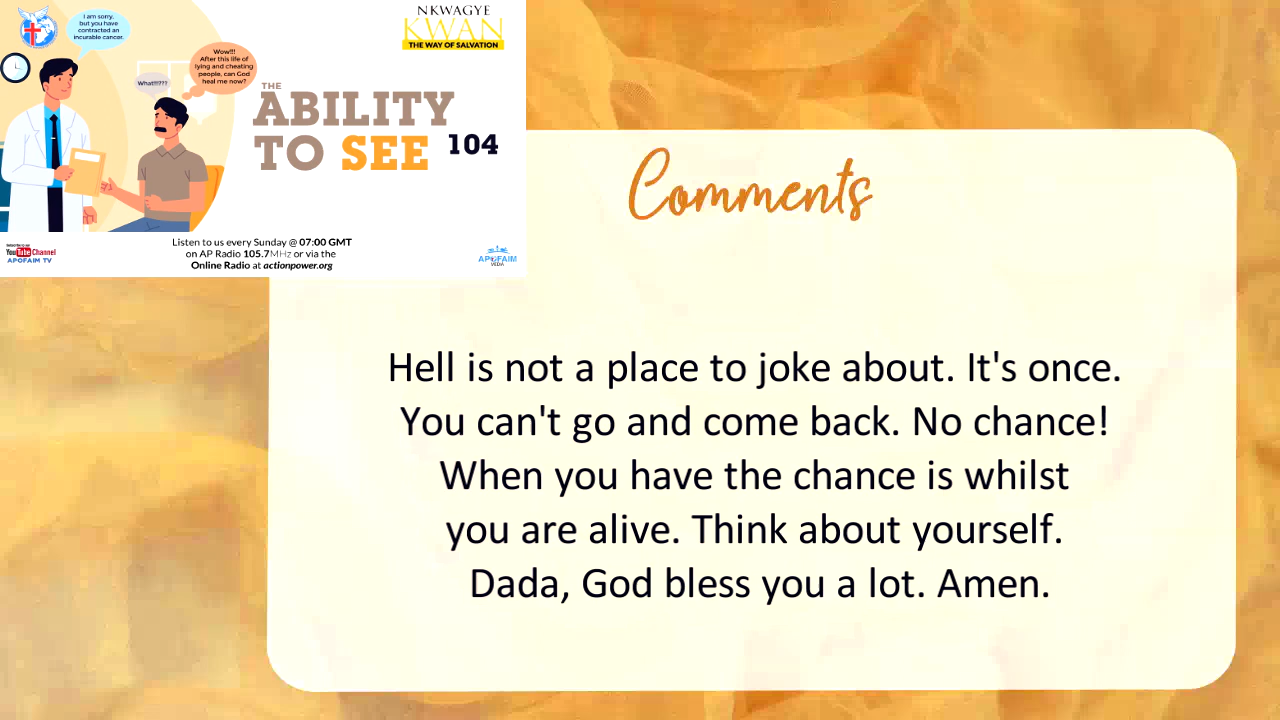 I am sorry,
but you have
contracted an
incurable cancer.
What!!!???
Wow!!!
After this life of
lying and cheating
people, can God
heal me now?
NKWAGYE
KWAN
THE WAY OF SALVATION
THE
ABILITY
TO SEE 104
YouTube Channel
APOFAIM TV
Listen to us every Sunday @ 07:00 GMT
on AP Radio 105.7MHz or via the
Online Radio at actionpower.org
APOFAIM
MEDIA
Comments
Hell is not a place to joke about. It's once.
You can't go and come back. No chance!
When you have the chance is whilst
you are alive. Think about yourself.
Dada, God bless you a lot. Amen.